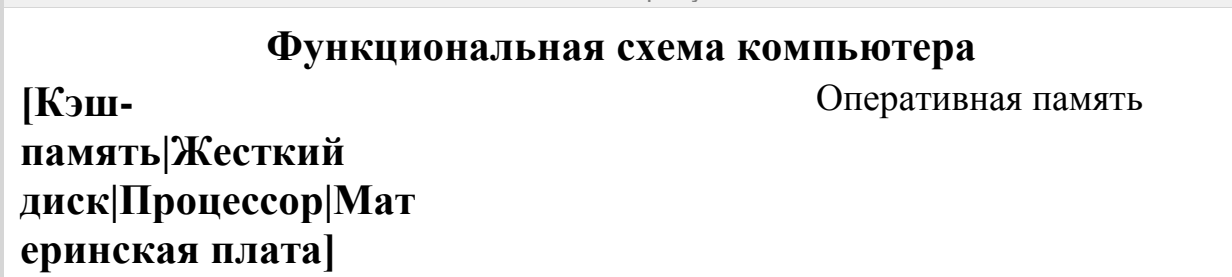 Функциональная схема компьютера
[Кэш-
память|Жесткий
диск|Процессор|Мат
еринская плата]
Оперативная память